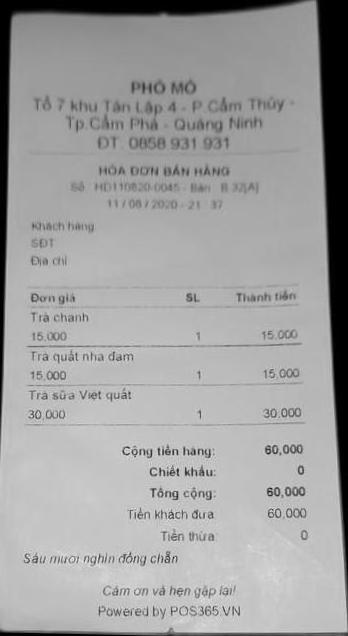 PHỐ MỘ
Tổ 7 khu Tân Lập 4 - P.Cẩm Thủy -
Tp.Cẩm Phả - Quảng Ninh
ĐT: 0858 931 931
HÓA ĐƠN BÁN HÀNG
Số: HD110820-0045 - Bàn: B.32[A]
11 / 08 / 2020 - 21: 37
Khách hàng:
SĐT
Địa chỉ
Đơn giá SL Thành tiền
Trà chanh
15,000 1 15,000
Trà quất nha đam
15,000 1 15,000
Trà sữa Việt quất
30,000 1 30,000
Cộng tiền hàng: 60,000
Chiết khấu: 0
Tổng cộng: 60,000
Tiền khách đưa: 60,000
Tiền thừa: 0
Sáu mươi nghìn đồng chẵn
Cảm ơn và hẹn gặp lại!
Powered by POS365.VN